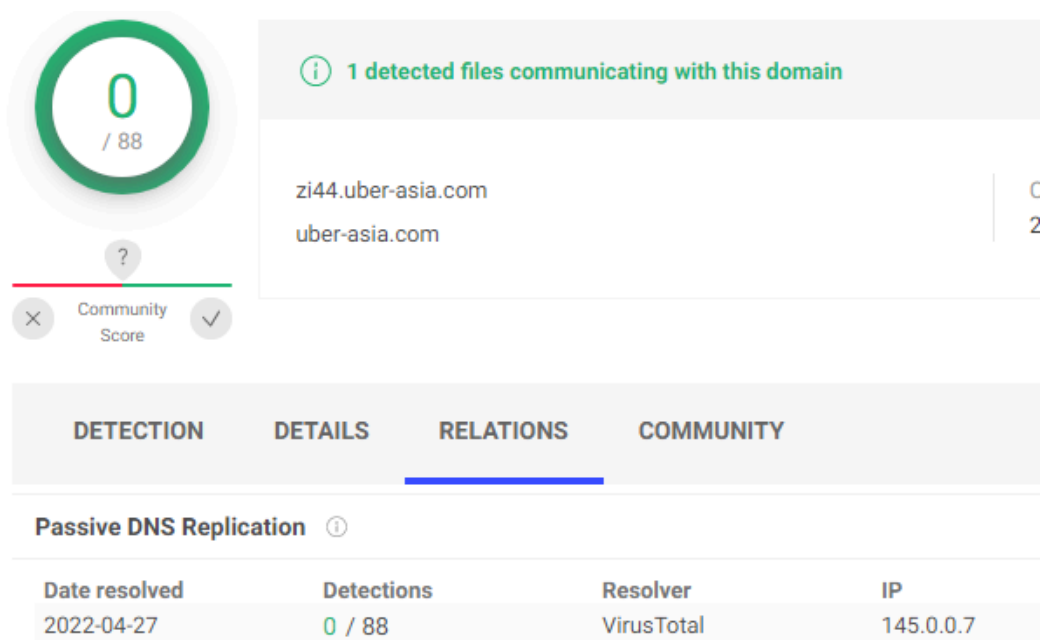 0
/ 88
?
Community
Score
1 detected files communicating with this domain
zi44.uber-asia.com
uber-asia.com
2
DETECTION DETAILS RELATIONS COMMUNITY
Passive DNS Replication
Date resolved Detections Resolver IP
2022-04-27 0 / 88 VirusTotal 145.0.0.7